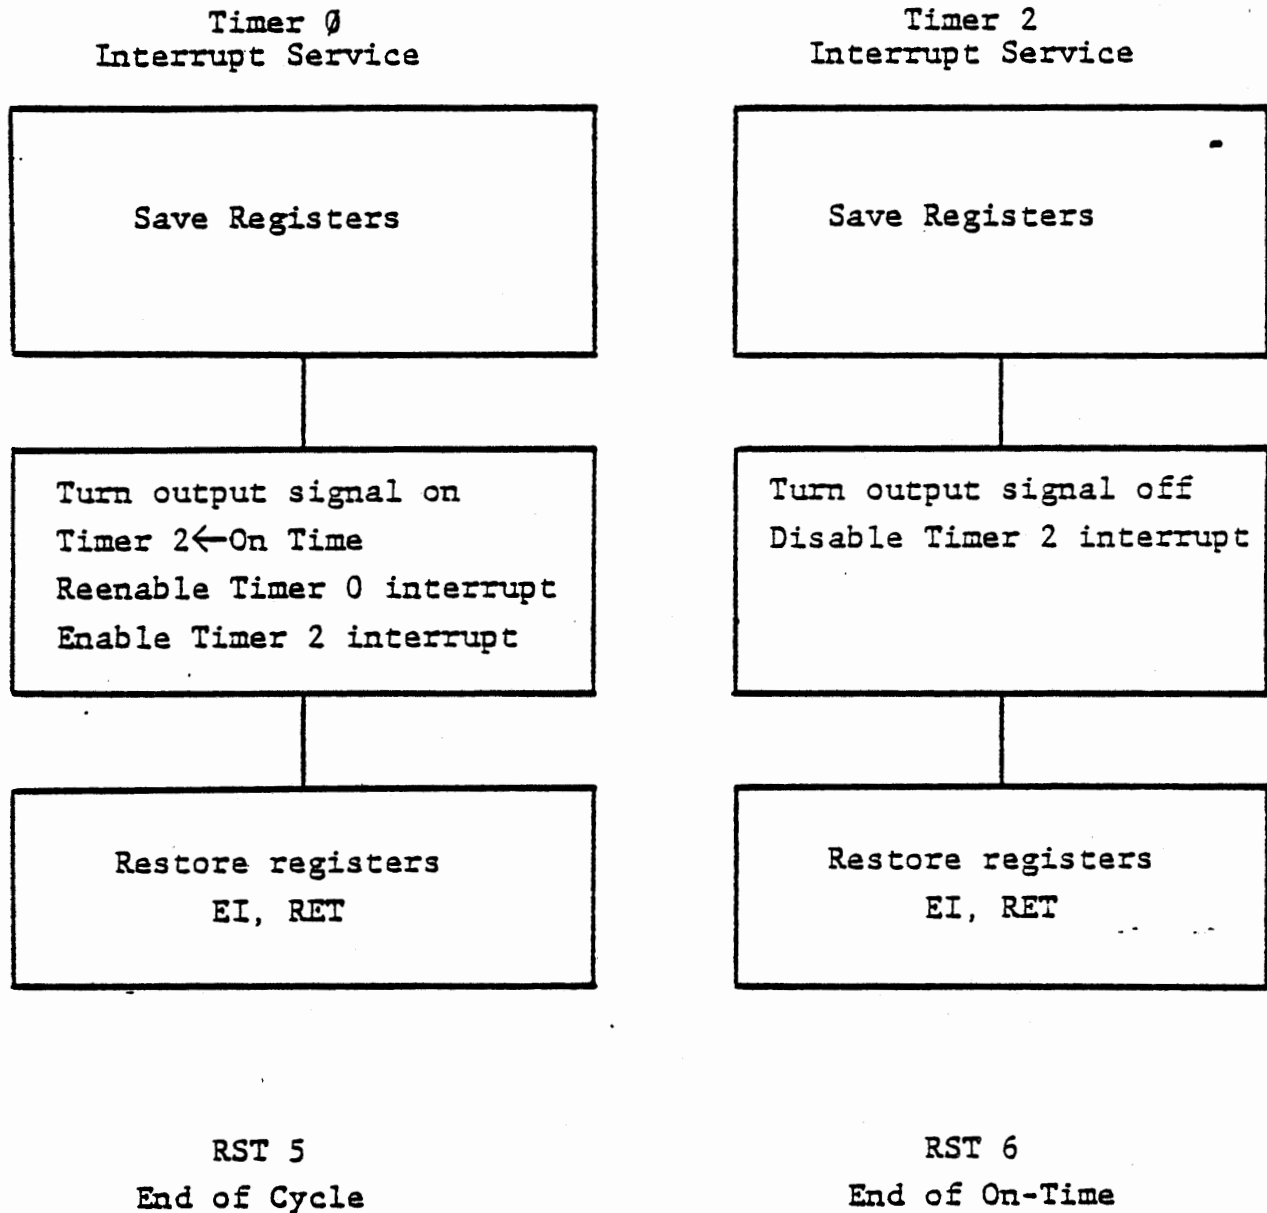 Timer Ø
Interrupt Service
Save Registers
Turn output signal on
Timer 2←On Time
Reenable Timer 0 interrupt
Enable Timer 2 interrupt
Restore registers
EI, RET
RST 5
End of Cycle
Timer 2
Interrupt Service
Save Registers
Turn output signal off
Disable Timer 2 interrupt
Restore registers
EI, RET
RST 6
End of On-Time